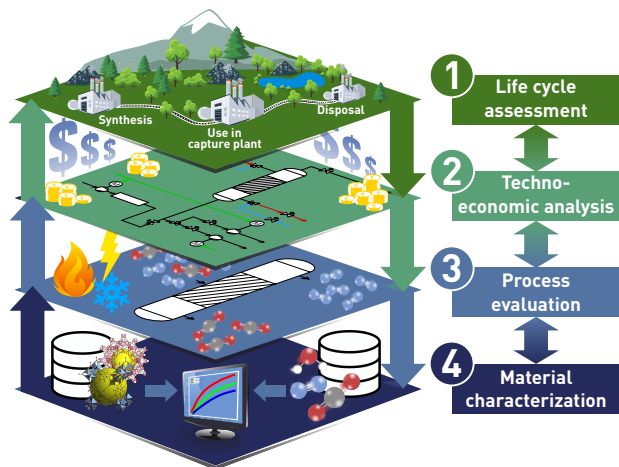 Synthesis
Use in
capture plant
Disposal
$$$
$$$
1
Life cycle
assessment
2
Techno-
economic analysis
3
Process
evaluation
4
Material
characterization